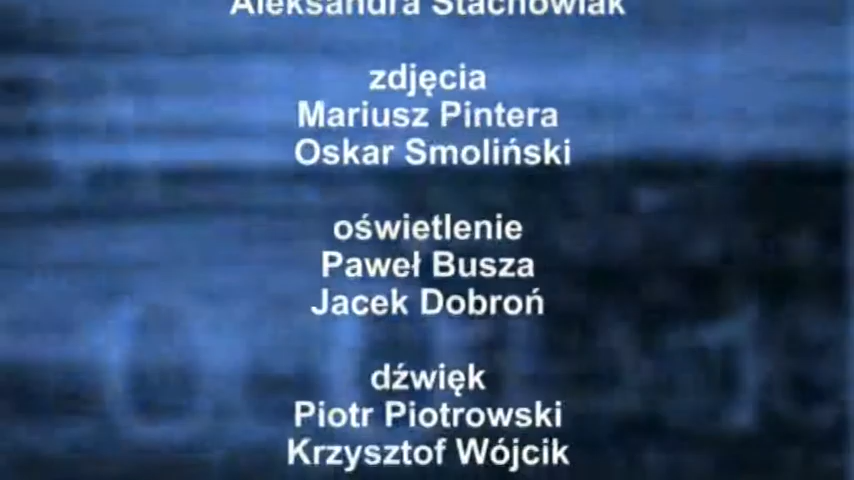 Aleksandra Stachowiak
zdjęcia
Mariusz Pintera
Oskar Smoliński
oświetlenie
Paweł Busza
Jacek Dobroń
dźwięk
Piotr Piotrowski
Krzysztof Wójcik